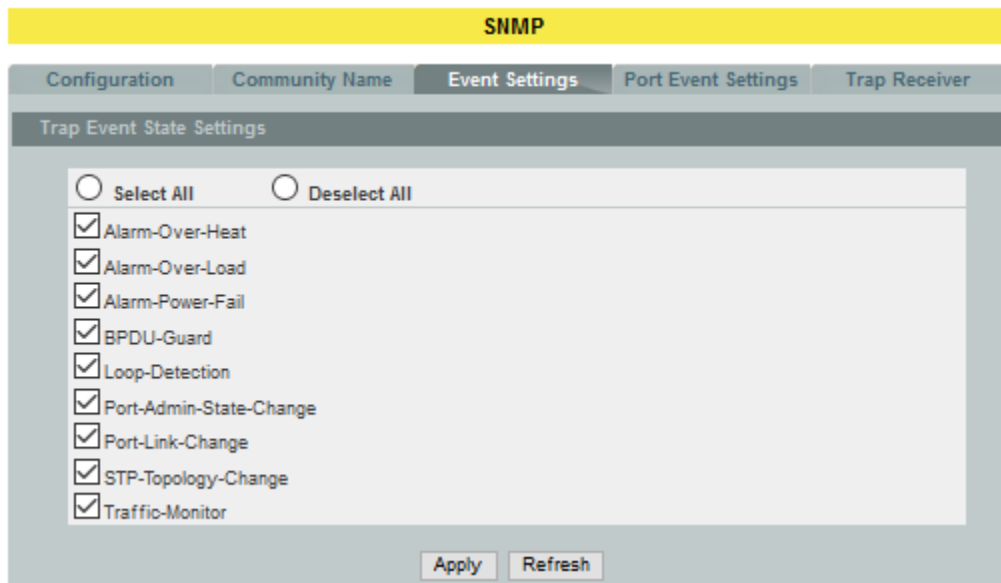 SNMP
Configuration Community Name Event Settings Port Event Settings Trap Receiver
Trap Event State Settings
Select All Deselect All
Alarm-Over-Heat
Alarm-Over-Load
Alarm-Power-Fail
BPDU-Guard
Loop-Detection
Port-Admin-State-Change
Port-Link-Change
STP-Topology-Change
Traffic-Monitor
Apply Refresh